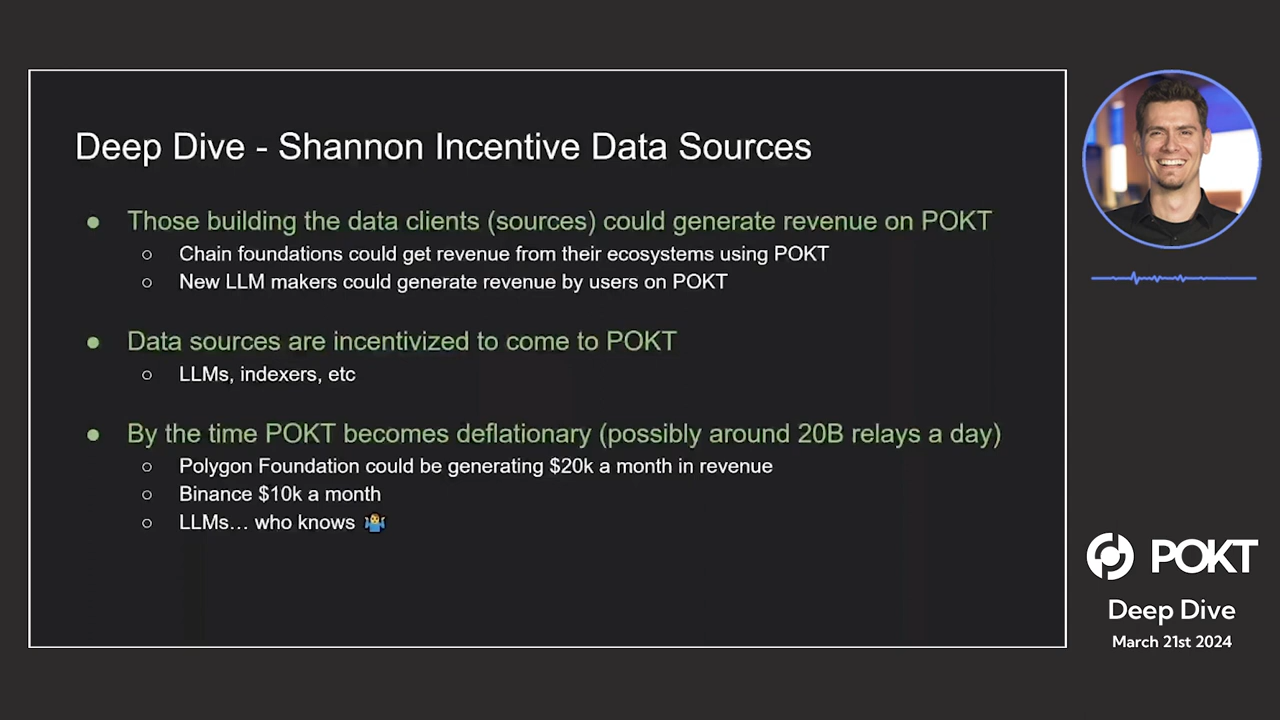 Deep Dive - Shannon Incentive Data Sources
● Those building the data clients (sources) could generate revenue on POKT
○ Chain foundations could get revenue from their ecosystems using POKT
○ New LLM makers could generate revenue by users on POKT
● Data sources are incentivized to come to POKT
○ LLMs, indexers, etc
● By the time POKT becomes deflationary (possibly around 20B relays a day)
○ Polygon Foundation could be generating $20k a month in revenue
○ Binance $10k a month
○ LLMs… who knows 🤷‍♂️
POKT
Deep Dive
March 21st 2024